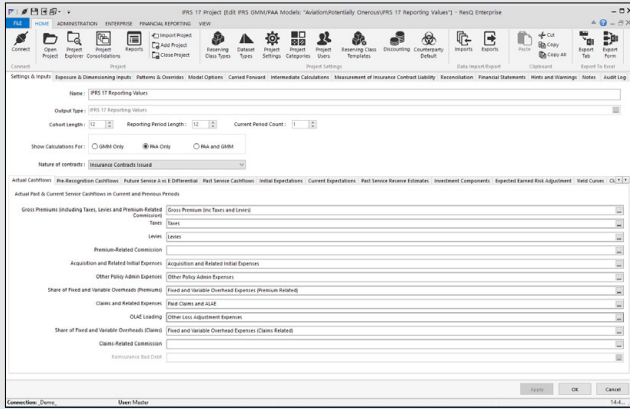 IFRS 17 Project [Edit IFRS GMM/PAA Models: "Aviation\Potentially Onerous\IFRS 17 Reporting Values"] - ResQ Enterprise
FILE HOME ADMINISTRATION ENTERPRISE FINANCIAL REPORTING VIEW
Connect
Open Project
Project Explorer
Project Consolidations
Reports
Import Project
Add Project
Close Project
Reserving Class Types
Dataset Types
Project Settings
Project Categories
Project Users
Reserving Class Templates
Discounting
Counterparty Default
Imports
Exports
Paste
Cut
Copy
Copy All
Export Tab
Export Form
Connect Project Project Settings Data Import/Export Clipboard Export To Excel
Settings & Inputs Exposure & Dimensioning Inputs Patterns & Overrides Model Options Carried Forward Intermediate Calculations Measurement of Insurance Contract Liability Reconciliation Financial Statements Hints and Warnings Notes Audit Log
Name : IFRS 17 Reporting Values
Output Type : IFRS 17 Reporting Values
Cohort Length : 12 Reporting Period Length : 12 Current Period Count : 1
Show Calculations For : GMM Only PAA Only PAA and GMM
Nature of contracts : Insurance Contracts Issued
Actual Cashflows Pre-Recognition Cashflows Future Service A vs E Differential Past Service Cashflows Initial Expectations Current Expectations Past Service Reserve Estimates Investment Components Expected Earned Risk Adjustment Yield Curves
Actual Past & Current Service Cashflows in Current and Previous Periods
Gross Premiums (including Taxes, Levies and Premium-Related Commission) Gross Premium (inc Taxes and Levies)
Taxes Taxes
Levies Levies
Premium-Related Commission
Acquisition and Related Initial Expenses Acquisition and Related Initial Expenses
Other Policy Admin Expenses Other Policy Admin Expenses
Share of Fixed and Variable Overheads (Premiums) Fixed and Variable Overhead Expenses (Premium Related)
Claims and Related Expenses Paid Claims and ALAE
OLAE Loading Other Loss Adjustment Expenses
Share of Fixed and Variable Overheads (Claims) Fixed and Variable Overhead Expenses (Claims Related)
Claims-Related Commission
Reinsurance Bad Debt
Apply OK Cancel
Connection: _Demo_ User: Master 14:4...